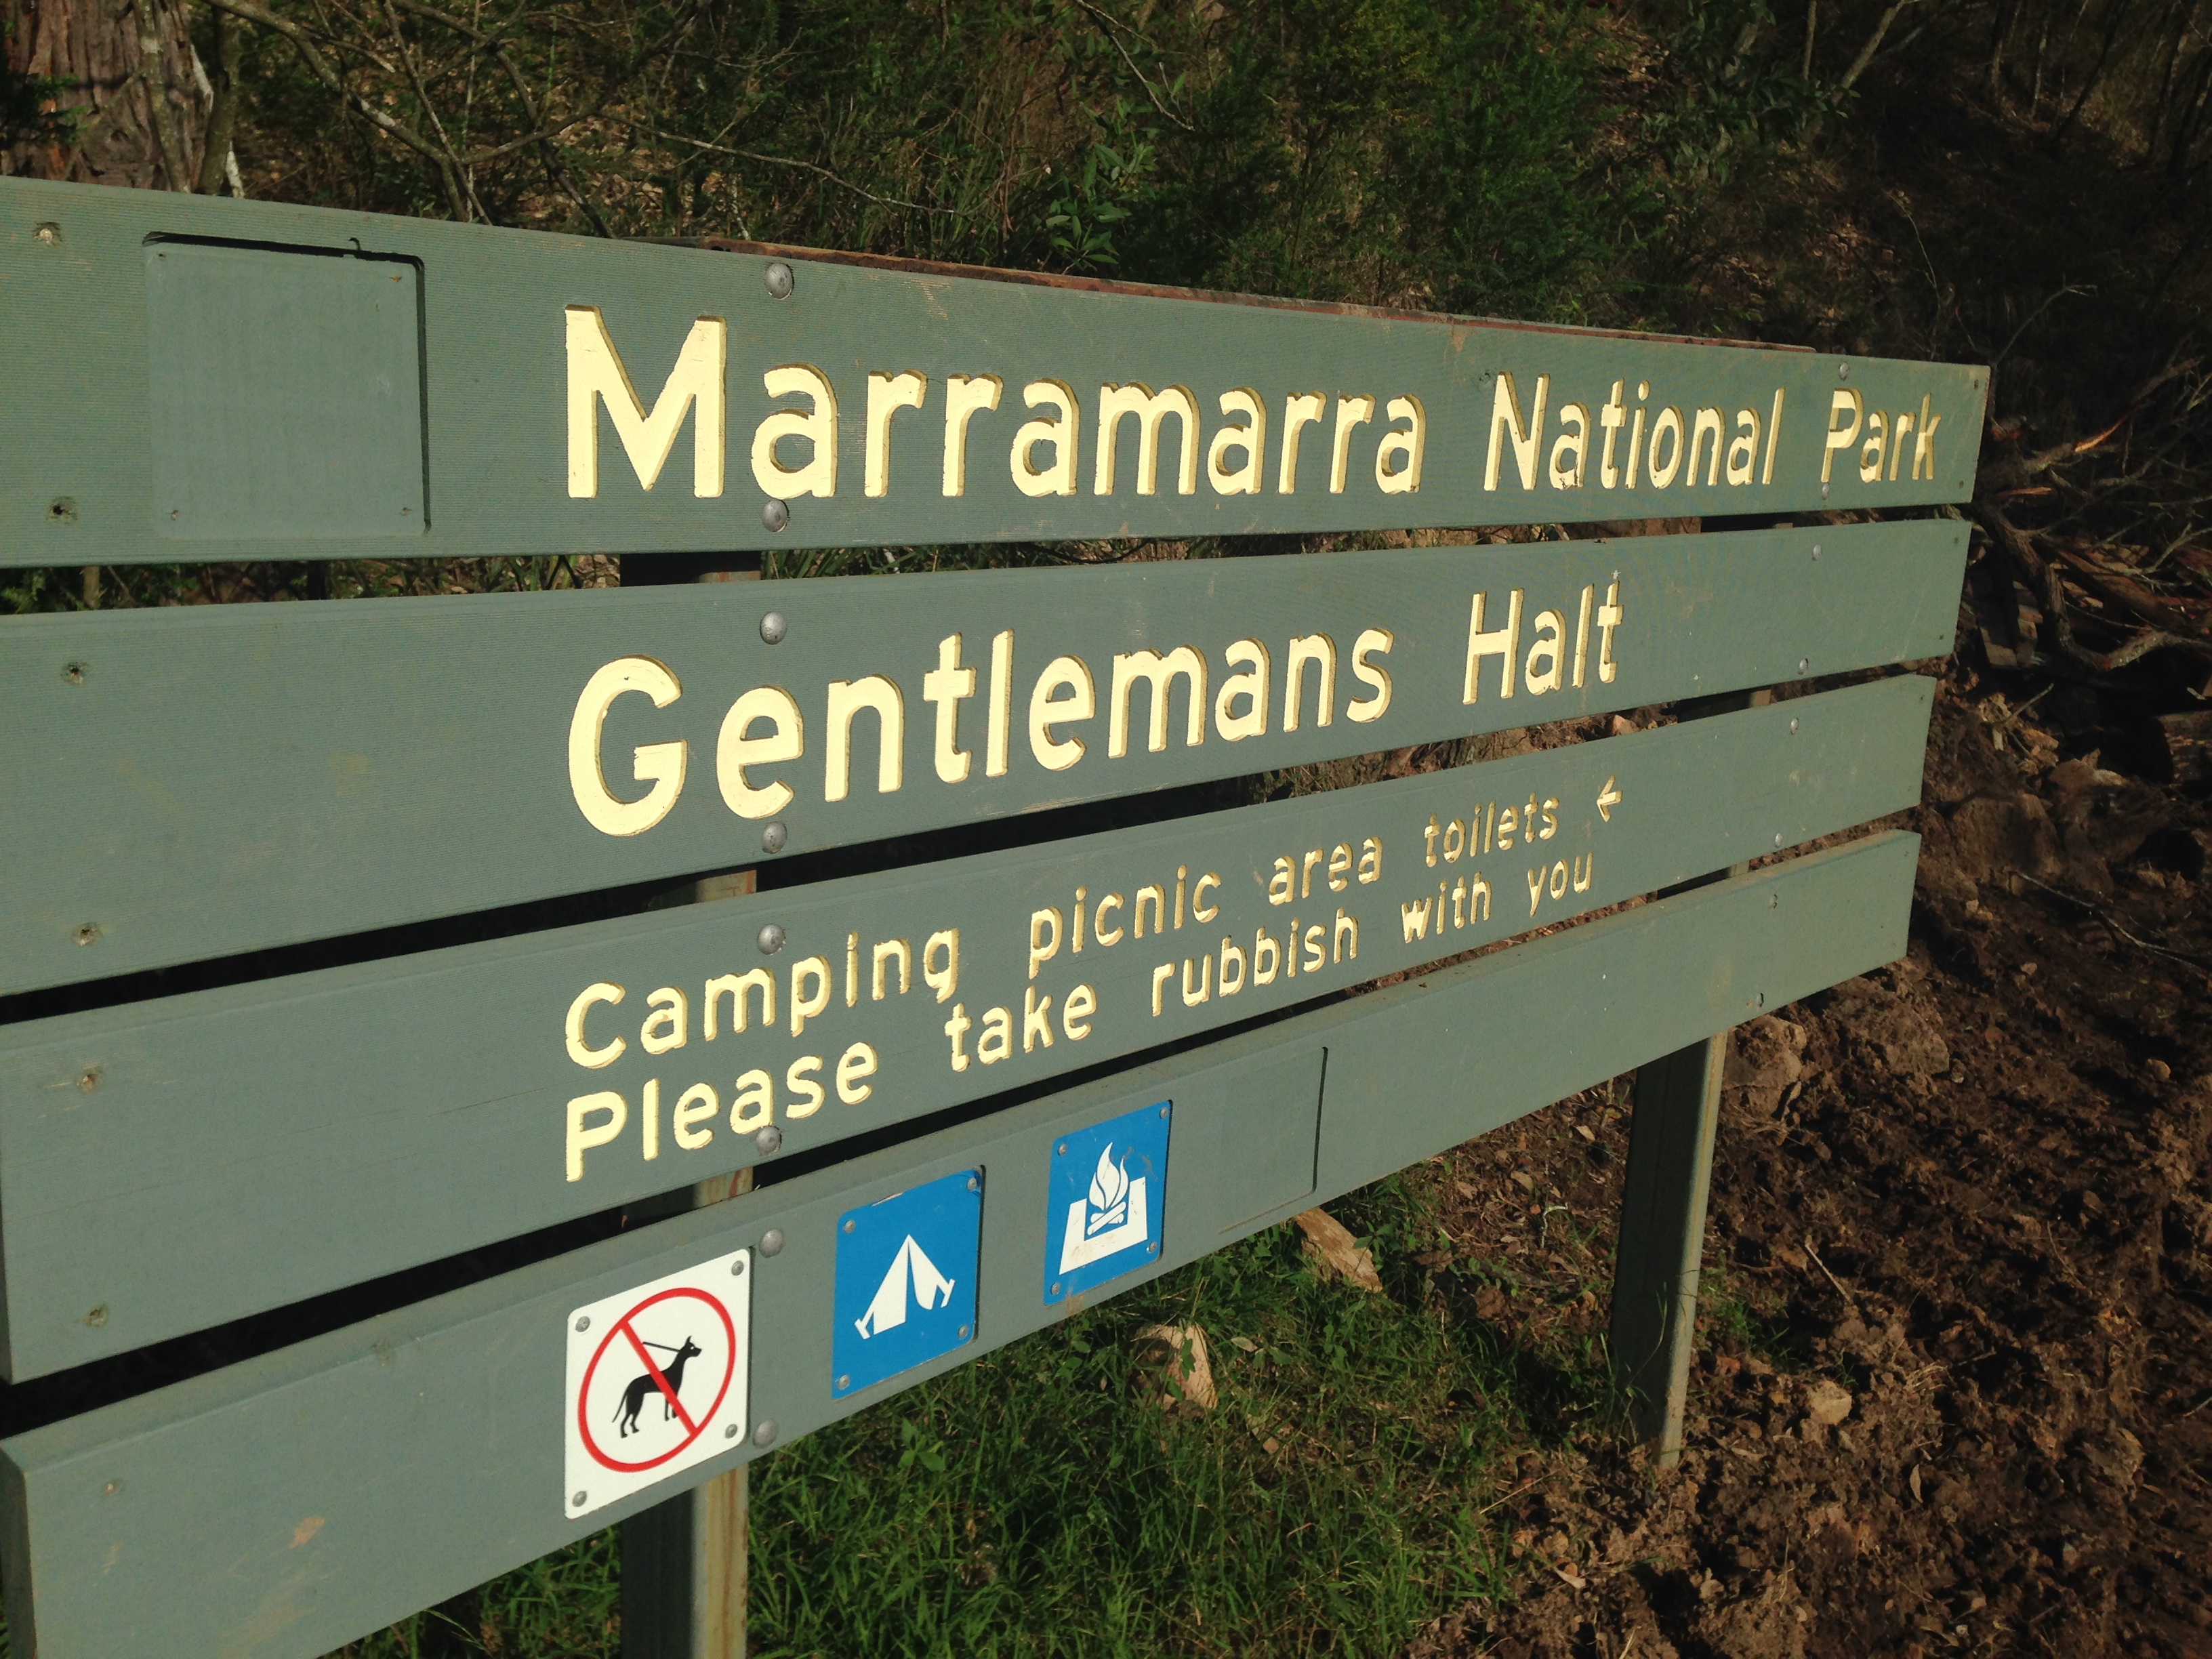 Marramarra National Park
Gentlemans Halt
Camping picnic area toilets ←
Please take rubbish with you